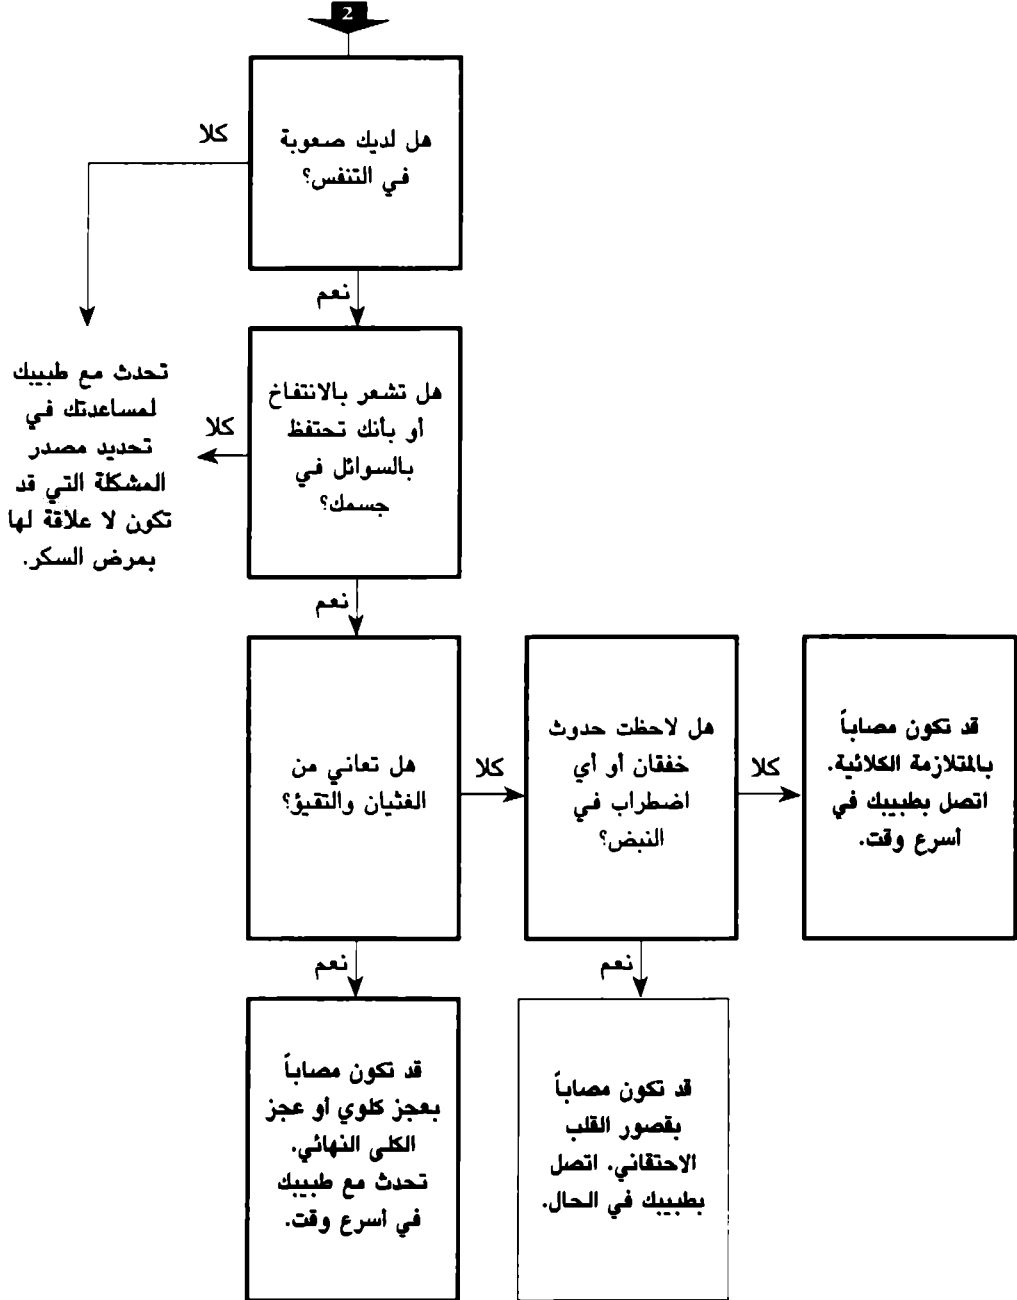 2
هل لديك صعوبة
في التنفس؟
كلا
نعم
هل تشعر بالانتفاخ
أو بأنك تحتفظ
بالسوائل في
جسمك؟
كلا
تحدث مع طبيبك
لمساعدتك في
تحديد مصدر
المشكلة التي قد
تكون لا علاقة لها
بمرض السكر.
نعم
هل تعاني من
الغثيان والتقيؤ؟
كلا
هل لاحظت حدوث
خفقان أو أي
اضطراب في
النبض؟
كلا
قد تكون مصاباً
بالمتلازمة الكلائية.
اتصل بطبيبك في
أسرع وقت.
نعم
نعم
قد تكون مصاباً
بعجز كلوي أو عجز
الكلى النهائي.
تحدث مع طبيبك
في أسرع وقت.
قد تكون مصاباً
بقصور القلب
الاحتقاني. اتصل
بطبيبك في الحال.